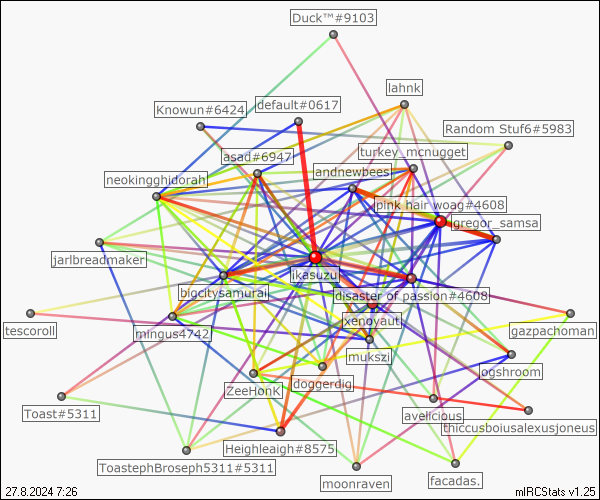 Duck™#9103
lahnk
default#0617
Knowun#6424
Random Stuf6#5983
turkey_mcnugget
asad#6947
andnewbees
neokingghidorah
pink hair woag#4608
gregor_samsa
jarlbreadmaker
ikasuzu
bigcitysamurai
disaster of passion#4608
xenoyaut
tescoroll
mingus4742
gazpachoman
mukszi
ogshroom
ZeeHonK
doggerdig
Toast#5311
avelicious
thiccusboiusalexusjoneus
Heighleaigh#8575
ToastephBroseph5311#5311
moonraven
facadas.
27.8.2024 7:26
mIRCStats v1.25